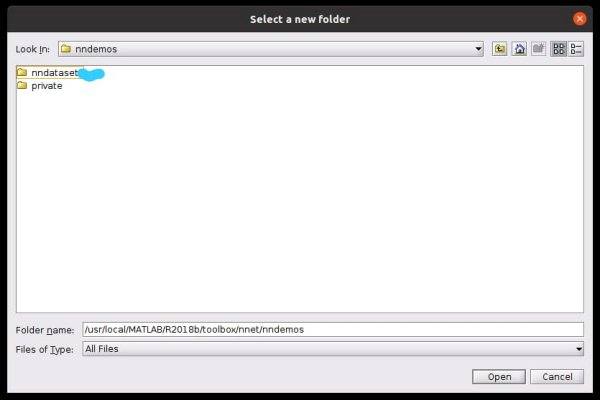 Select a new folder
Look In: nndemos
nndataset
private
Folder name: /usr/local/MATLAB/R2018b/toolbox/nnet/nndemos
Files of Type: All Files
Open Cancel